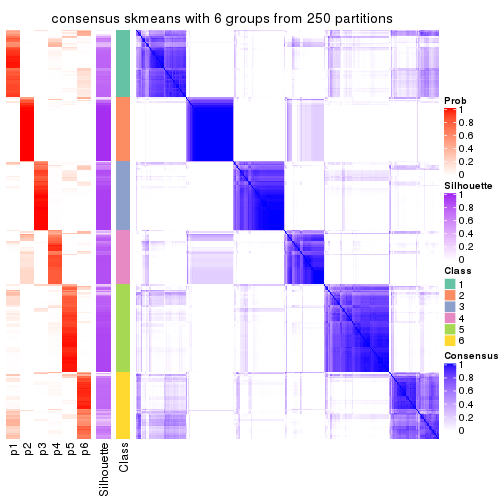 consensus skmeans with 6 groups from 250 partitions
Prob
1
0.8
0.6
0.4
0.2
0
Silhouette
1
0.8
0.6
0.4
0.2
0
Class
1
2
3
4
5
6
Consensus
1
0.8
0.6
0.4
0.2
0
p1
p2
p3
p4
p5
p6
Silhouette
Class